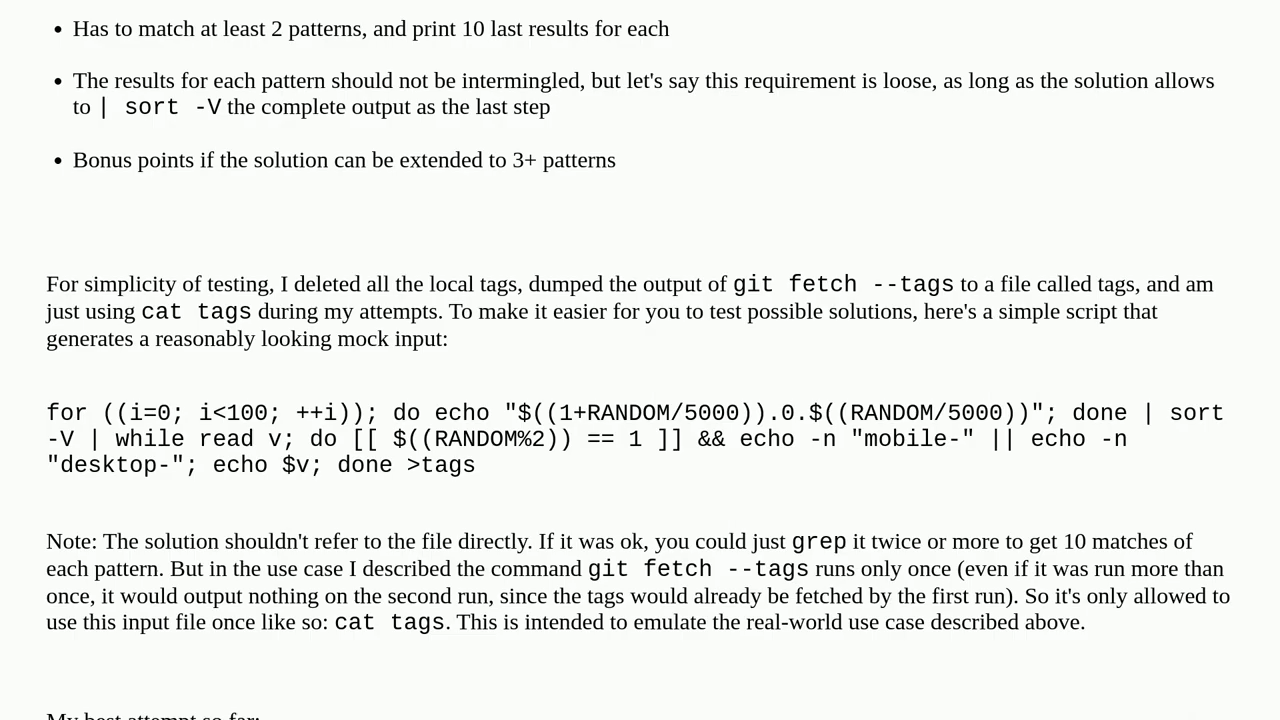 • Has to match at least 2 patterns, and print 10 last results for each
• The results for each pattern should not be intermingled, but let's say this requirement is loose, as long as the solution allows
to | sort -V the complete output as the last step
• Bonus points if the solution can be extended to 3+ patterns
For simplicity of testing, I deleted all the local tags, dumped the output of git fetch --tags to a file called tags, and am
just using cat tags during my attempts. To make it easier for you to test possible solutions, here's a simple script that
generates a reasonably looking mock input:
for ((i=0; i<100; ++i)); do echo "$((1+RANDOM/5000)).0.$((RANDOM/5000))"; done | sort
-V | while read v; do [[ $((RANDOM%2)) == 1 ]] && echo -n "mobile-" || echo -n
"desktop-"; echo $v; done >tags
Note: The solution shouldn't refer to the file directly. If it was ok, you could just grep it twice or more to get 10 matches of
each pattern. But in the use case I described the command git fetch --tags runs only once (even if it was run more than
once, it would output nothing on the second run, since the tags would already be fetched by the first run). So it's only allowed to
use this input file once like so: cat tags. This is intended to emulate the real-world use case described above.
My best attempt so far: